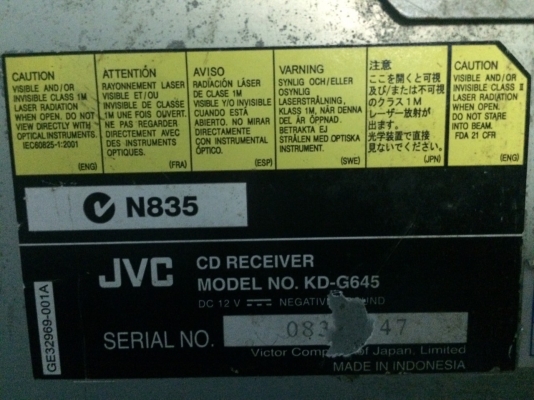 CAUTION
VISIBLE AND/OR
INVISIBLE CLASS 1M
LASER RADIATION
WHEN OPEN. DO NOT
VIEW DIRECTLY WITH
OPTICAL INSTRUMENTS.
IEC60825-1:2001
(ENG)
ATTENTION
RAYONNEMENT LASER
VISIBLE ET/OU
INVISIBLE DE CLASSE
1M UNE FOIS OUVERT.
NE PAS REGARDER
DIRECTEMENT AVEC
DES INSTRUMENTS
OPTIQUES.
(FRA)
AVISO
RADIACIÓN LÁSER
DE CLASE 1M
VISIBLE Y/O INVISIBLE
CUANDO ESTÁ
ABIERTO. NO MIRAR
DIRECTAMENTE
CON INSTRUMENTAL
ÓPTICO.
(ESP)
VARNING
SYNLIG OCH/ELLER
OSYNLIG
LASERSTRÅLNING,
KLASS 1M, NÄR DENNA
DEL ÄR ÖPPNAD.
BETRAKTA EJ
STRÅLEN MED OPTISKA
INSTRUMENT.
(SWE)
注意
ここを開くと可視
及び/または不可視
のクラス1M
レーザー放射が
出ます。
光学装置で直接
見ないでください。
(JPN)
CAUTION
VISIBLE AND/OR
INVISIBLE CLASS II
LASER RADIATION
WHEN OPEN.
DO NOT STARE
INTO BEAM.
FDA 21 CFR
(ENG)
N835
JVC
CD RECEIVER
MODEL NO. KD-G645
DC 12 V NEGATIVE
SERIAL NO. 083 47
Victor of Japan, Limited
MADE IN INDONESIA
GE32969-001A